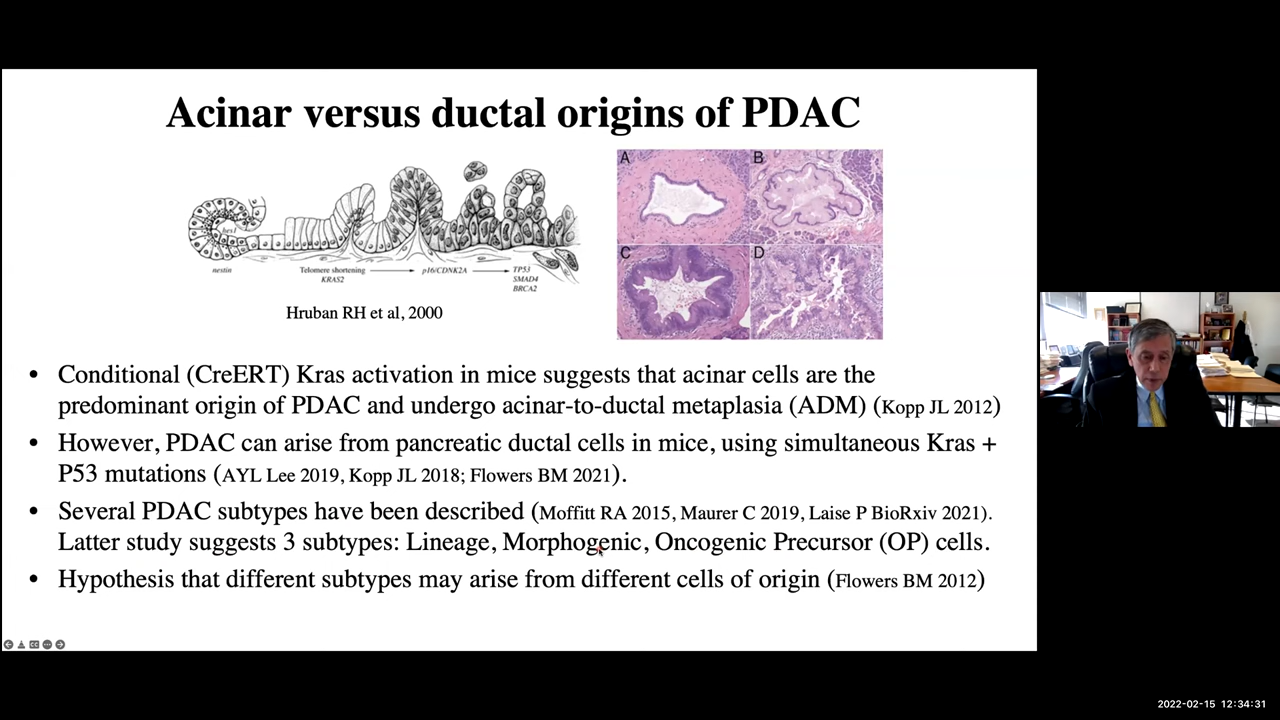 Acinar versus ductal origins of PDAC
hes1
nestin
Telomere shortening
KRAS2
p16/CDNK2A
TP53
SMAD4
BRCA2
Hruban RH et al, 2000
A
B
C
D
• Conditional (CreERT) Kras activation in mice suggests that acinar cells are the
predominant origin of PDAC and undergo acinar-to-ductal metaplasia (ADM) (Kopp JL 2012)
• However, PDAC can arise from pancreatic ductal cells in mice, using simultaneous Kras +
P53 mutations (AYL Lee 2019, Kopp JL 2018; Flowers BM 2021).
• Several PDAC subtypes have been described (Moffitt RA 2015, Maurer C 2019, Laise P BioRxiv 2021).
Latter study suggests 3 subtypes: Lineage, Morphogenic, Oncogenic Precursor (OP) cells.
• Hypothesis that different subtypes may arise from different cells of origin (Flowers BM 2012)
2022-02-15 12:34:31